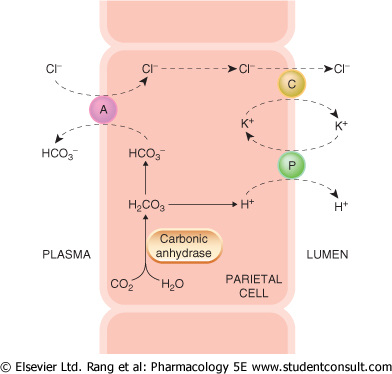 Cl⁻ Cl⁻ Cl⁻ Cl⁻
C
A
K⁺ K⁺
HCO₃⁻ HCO₃⁻
P
H₂CO₃ H⁺ H⁺
Carbonic
anhydrase
PLASMA LUMEN
CO₂ H₂O
PARIETAL
CELL
© Elsevier Ltd. Rang et al: Pharmacology 5E www.studentconsult.com